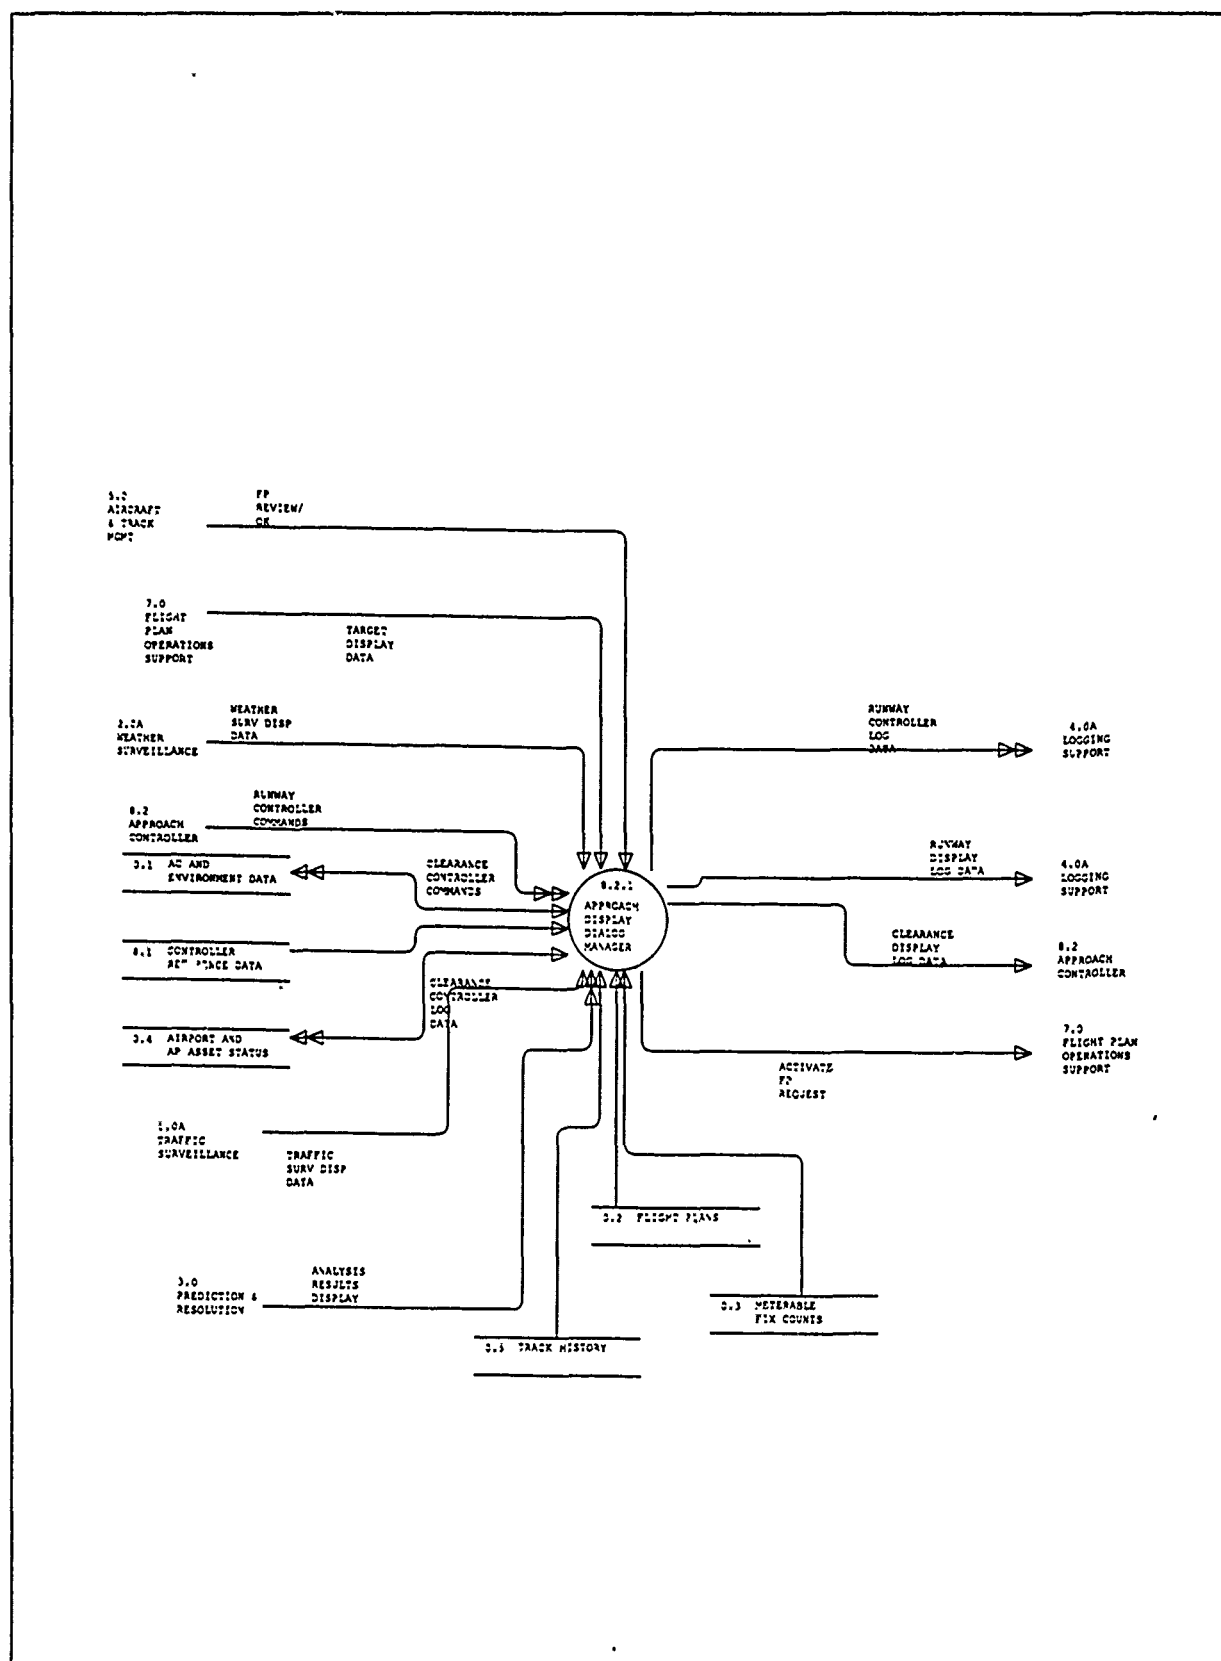 AIRCRAFT
& TRACK
MGMT
FP
REVIEW/
OK
7.0
FLIGHT
PLAN
OPERATIONS
SUPPORT
TARGET
DISPLAY
DATA
2.0A
WEATHER
SURVEILLANCE
WEATHER
SURV DISP
DATA
8.2
APPROACH
CONTROLLER
RUNWAY
CONTROLLER
COMMANDS
AND
ENVIRONMENT DATA
CLEARANCE
CONTROLLER
COMMANDS
8.2.1
APPROACH
DISPLAY
DIALOG
MANAGER
CONTROLLER
DATA
CLEARANCE
CONTROLLER
LOG
DATA
AIRPORT AND
AP ASSET STATUS
1.0A
TRAFFIC
SURVEILLANCE
TRAFFIC
SURV DISP
DATA
3.0
PREDICTION &
RESOLUTION
ANALYSIS
RESULTS
DISPLAY
TRACK HISTORY
FLIGHT PLANS
METERABLE
FIX COUNTS
RUNWAY
CONTROLLER
LOG
DATA
4.0A
LOGGING
SUPPORT
RUNWAY
DISPLAY
LOG DATA
4.0A
LOGGING
SUPPORT
CLEARANCE
DISPLAY
LOG DATA
8.2
APPROACH
CONTROLLER
ACTIVATE
FP
REQUEST
7.0
FLIGHT PLAN
OPERATIONS
SUPPORT